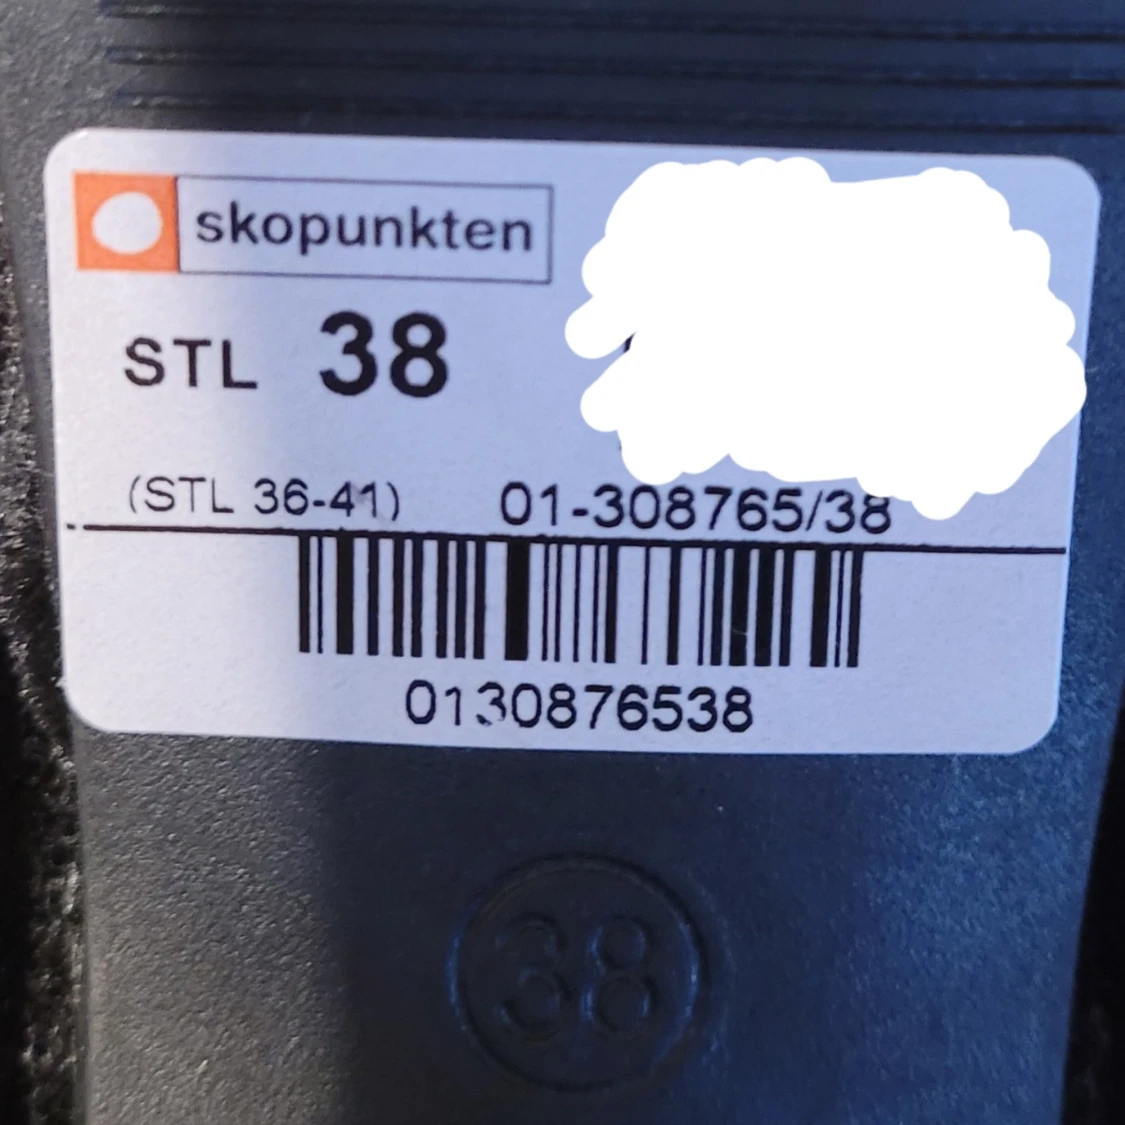 skopunkten
STL 38
(STL 36-41) 01-308765/38
0130876538
38